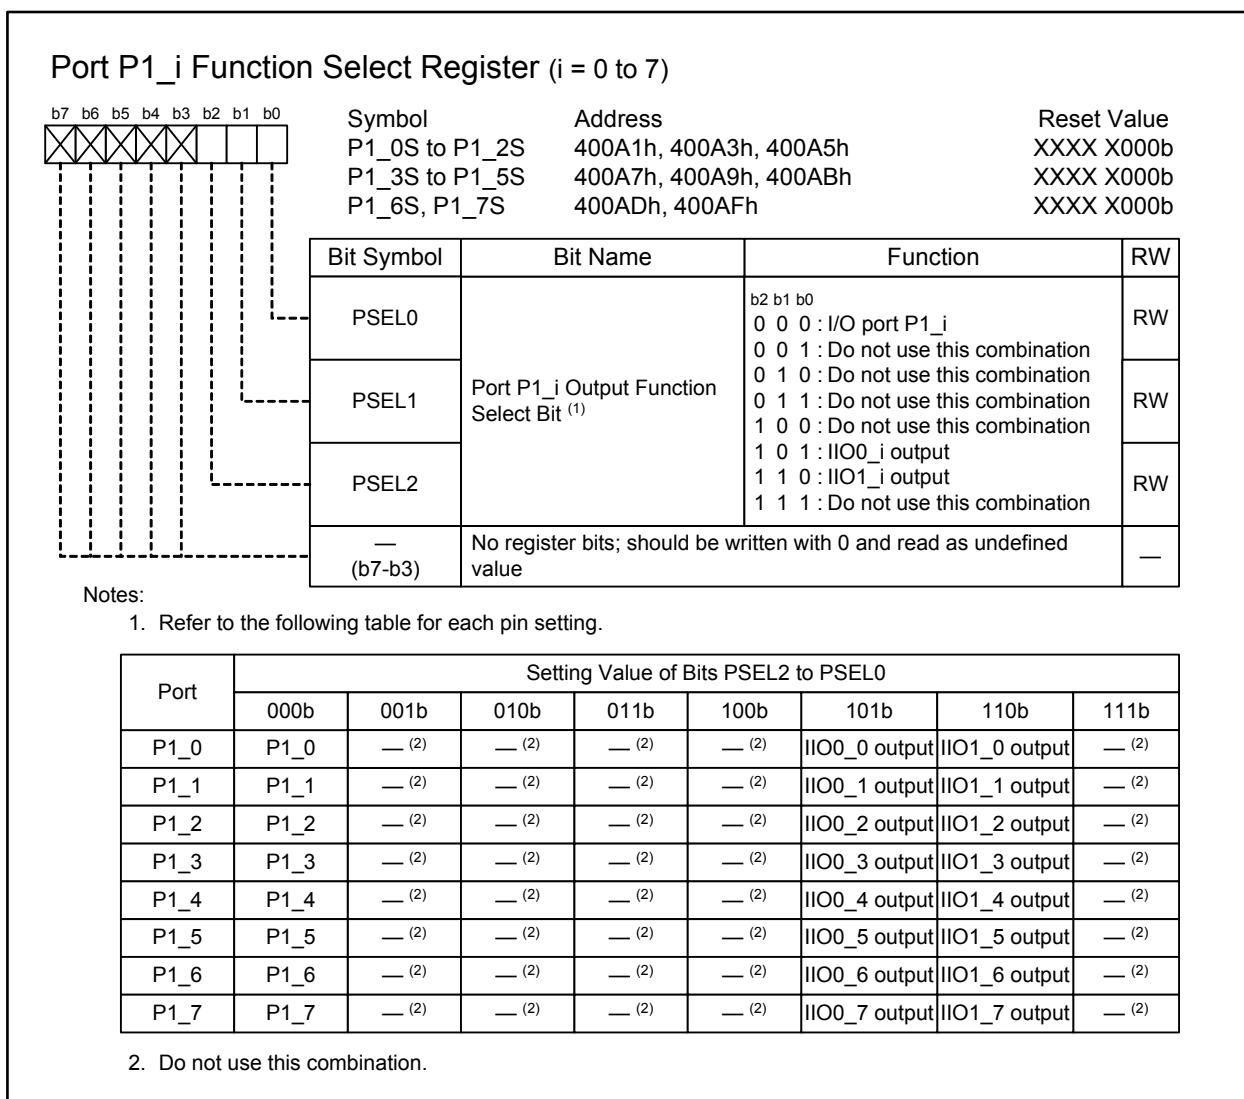 Port P1_i Function Select Register (i = 0 to 7)
b7 b6 b5 b4 b3 b2 b1 b0
Symbol Address Reset Value
P1_0S to P1_2S 400A1h, 400A3h, 400A5h XXXX X000b
P1_3S to P1_5S 400A7h, 400A9h, 400ABh XXXX X000b
P1_6S, P1_7S 400ADh, 400AFh XXXX X000b
Bit Symbol Bit Name Function RW
PSEL0 RW
PSEL1 RW
PSEL2 RW
Port P1_i Output Function
Select Bit (1)
b2 b1 b0
0 0 0 : I/O port P1_i
0 0 1 : Do not use this combination
0 1 0 : Do not use this combination
0 1 1 : Do not use this combination
1 0 0 : Do not use this combination
1 0 1 : IIO0_i output
1 1 0 : IIO1_i output
1 1 1 : Do not use this combination
—
(b7-b3)
No register bits; should be written with 0 and read as undefined
value
—
Notes:
1. Refer to the following table for each pin setting.
Port Setting Value of Bits PSEL2 to PSEL0
000b 001b 010b 011b 100b 101b 110b 111b
P1_0 P1_0 — (2) — (2) — (2) — (2) IIO0_0 output IIO1_0 output — (2)
P1_1 P1_1 — (2) — (2) — (2) — (2) IIO0_1 output IIO1_1 output — (2)
P1_2 P1_2 — (2) — (2) — (2) — (2) IIO0_2 output IIO1_2 output — (2)
P1_3 P1_3 — (2) — (2) — (2) — (2) IIO0_3 output IIO1_3 output — (2)
P1_4 P1_4 — (2) — (2) — (2) — (2) IIO0_4 output IIO1_4 output — (2)
P1_5 P1_5 — (2) — (2) — (2) — (2) IIO0_5 output IIO1_5 output — (2)
P1_6 P1_6 — (2) — (2) — (2) — (2) IIO0_6 output IIO1_6 output — (2)
P1_7 P1_7 — (2) — (2) — (2) — (2) IIO0_7 output IIO1_7 output — (2)
2. Do not use this combination.